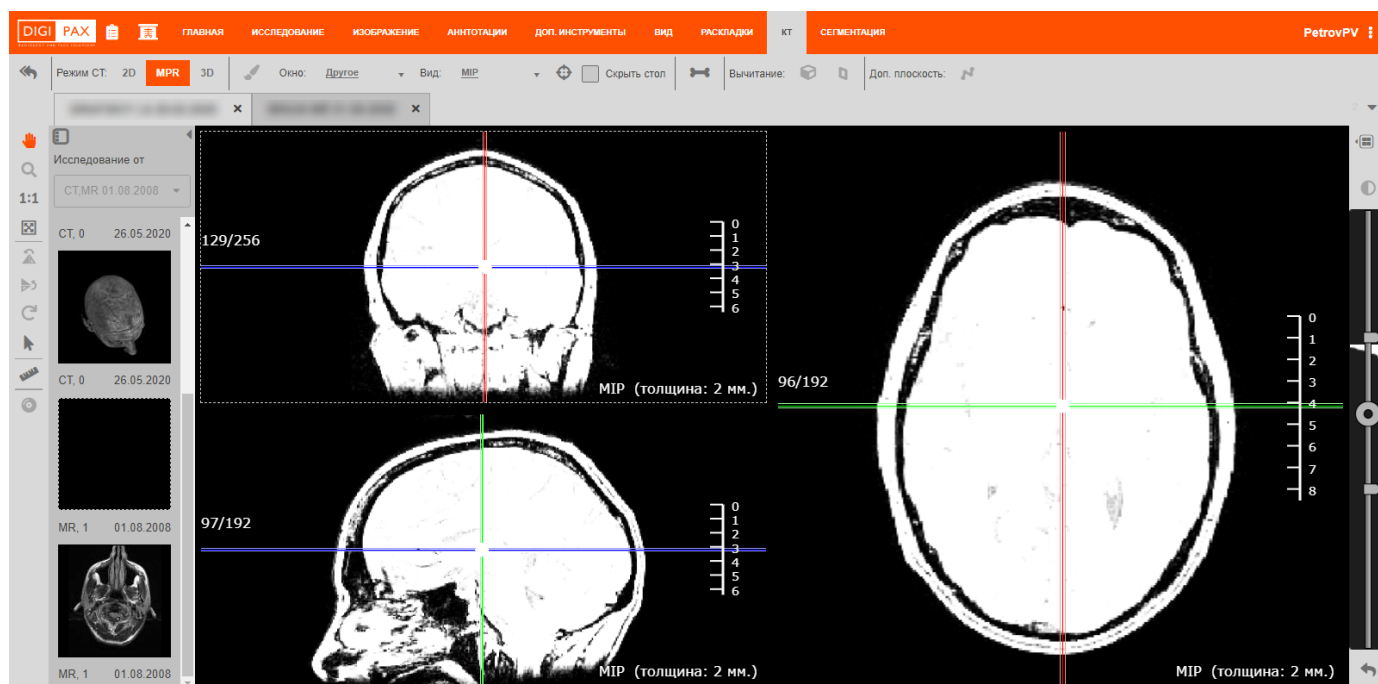 DIGI PAX
ГЛАВНАЯ ИССЛЕДОВАНИЕ ИЗОБРАЖЕНИЕ АННТОТАЦИИ ДОП. ИНСТРУМЕНТЫ ВИД РАСКЛАДКИ КТ СЕГМЕНТАЦИЯ PetrovPV
Режим CT: 2D MPR 3D Окно: Другое Вид: MIP Скрыть стол Вычитание: Доп. плоскость:
2
Исследование от
CT,MR 01.08.2008
1:1
CT, 0 26.05.2020
CT, 0 26.05.2020
MR, 1 01.08.2008
MR, 1 01.08.2008
129/256
0
1
2
3
4
5
6
MIP (толщина: 2 мм.)
97/192
0
1
2
3
4
5
6
MIP (толщина: 2 мм.)
96/192
0
1
2
3
4
5
6
7
8
MIP (толщина: 2 мм.)